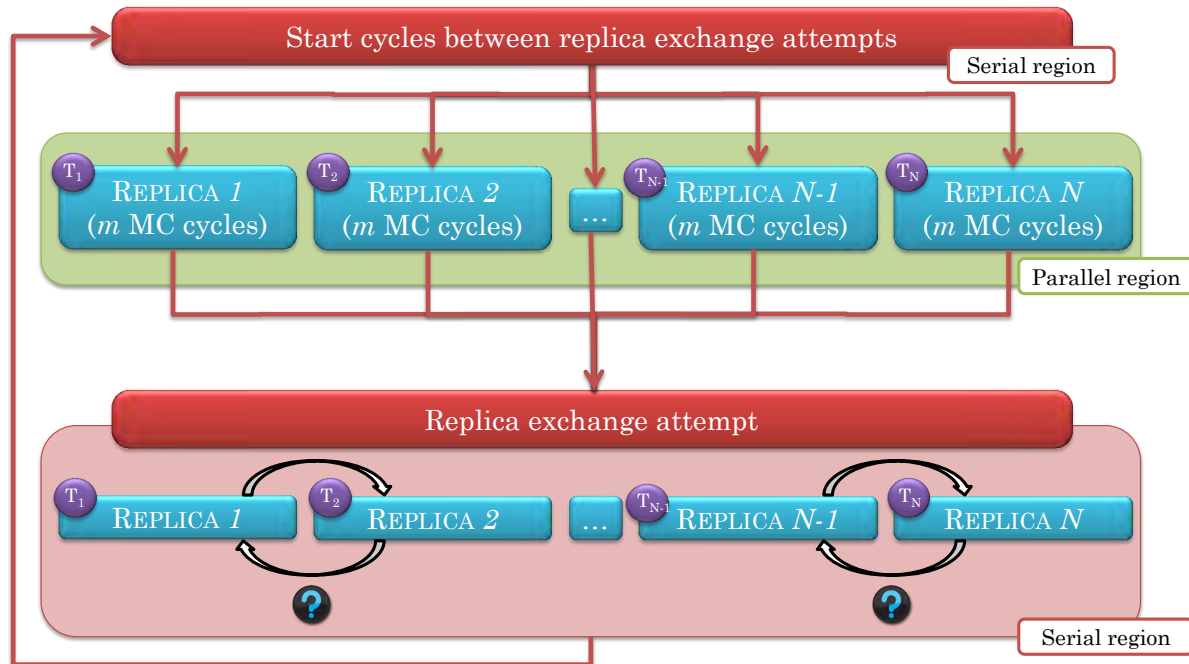 Start cycles between replica exchange attempts
Serial region
T1
REPLICA 1
(m MC cycles)
T2
REPLICA 2
(m MC cycles)
...
TN-1
REPLICA N-1
(m MC cycles)
TN
REPLICA N
(m MC cycles)
Parallel region
Replica exchange attempt
T1
REPLICA 1
T2
REPLICA 2
...
TN-1
REPLICA N-1
TN
REPLICA N
?
?
Serial region